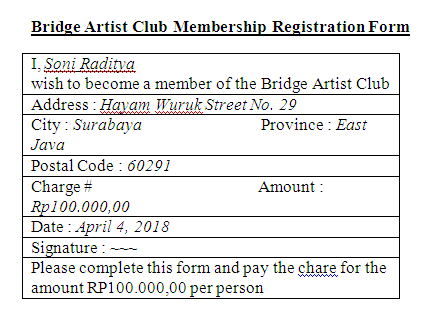 Bridge Artist Club Membership Registration Form
I, Soni Raditya
wish to become a member of the Bridge Artist Club
Address : Hayam Wuruk Street No. 29
City : Surabaya Province : East
Java
Postal Code : 60291
Charge # Amount :
Rp100.000,00
Date : April 4, 2018
Signature : ~~~
Please complete this form and pay the chare for the
amount RP100.000,00 per person